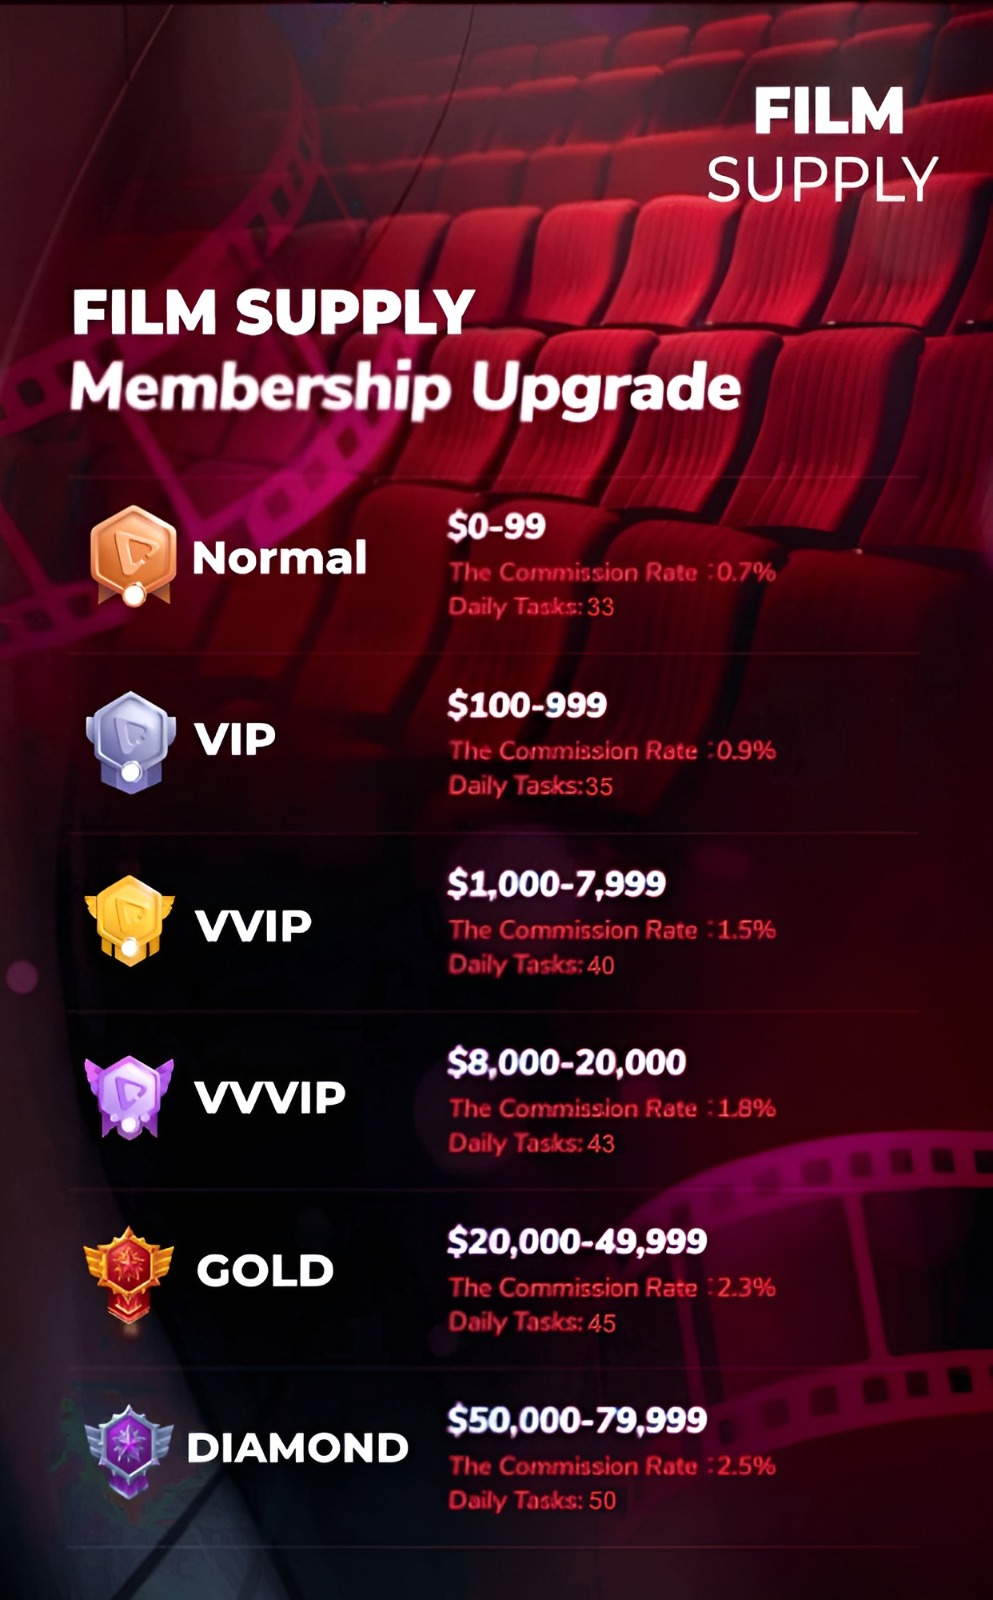 FILM
SUPPLY
FILM SUPPLY
Membership Upgrade
Normal
$0-99
The Commission Rate :0.7%
Daily Tasks: 33
VIP
$100-999
The Commission Rate :0.9%
Daily Tasks:35
VVIP
$1,000-7,999
The Commission Rate :1.5%
Daily Tasks: 40
VVVIP
$8,000-20,000
The Commission Rate :1.8%
Daily Tasks: 43
GOLD
$20,000-49,999
The Commission Rate :2.3%
Daily Tasks: 45
DIAMOND
$50,000-79,999
The Commission Rate :2.5%
Daily Tasks: 50